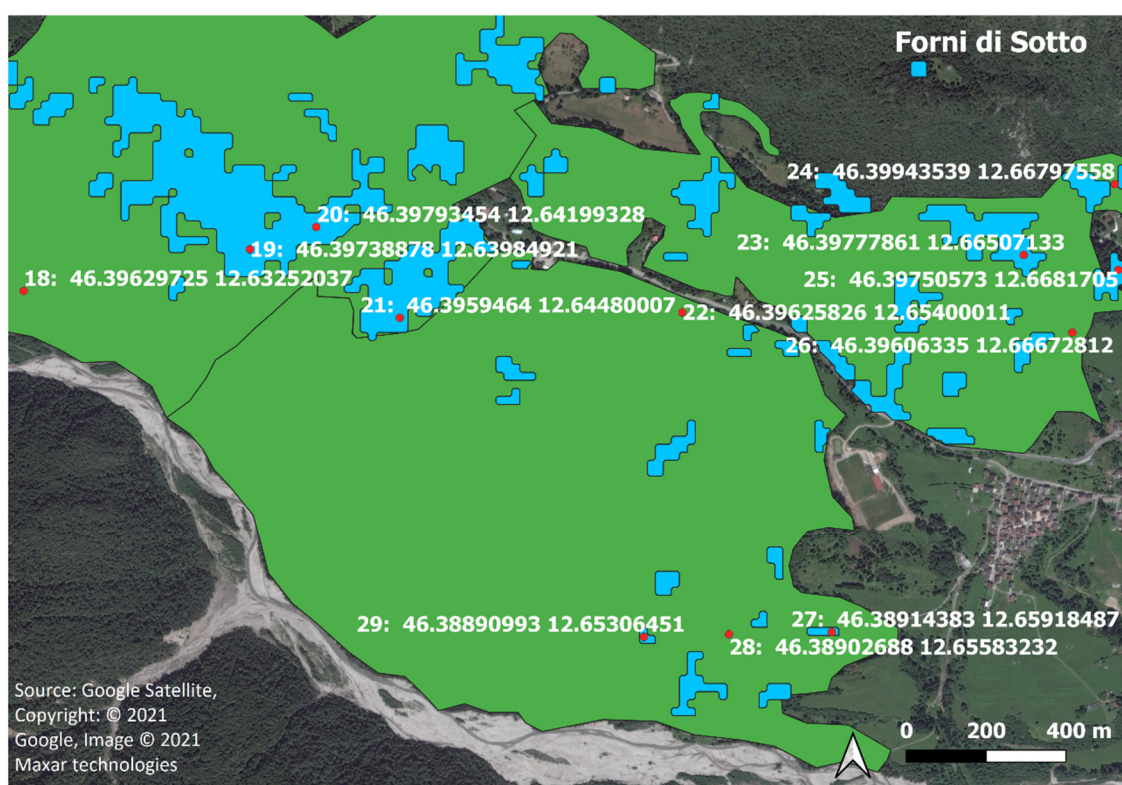 Forni di Sotto
24: 46.39943539 12.66797558
20: 46.39793454 12.64199328
23: 46.39777861 12.66507133
19: 46.39738878 12.63984921
18: 46.39629725 12.63252037
25: 46.39750573 12.6681705
21: 46.3959464 12.64480007
22: 46.39625826 12.65400011
26: 46.39606335 12.66672812
29: 46.38890993 12.65306451
27: 46.38914383 12.65918487
28: 46.38902688 12.65583232
Source: Google Satellite,
Copyright: © 2021
Google, Image © 2021
Maxar technologies
0 200 400 m